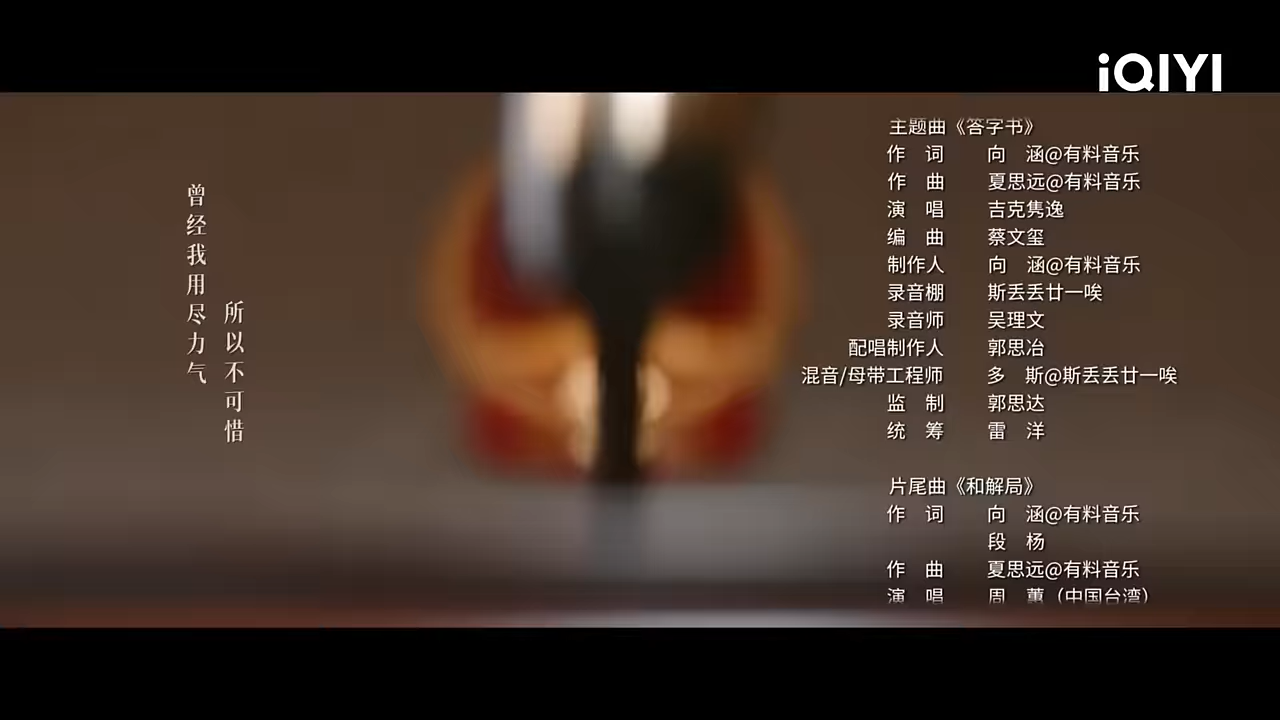 iQIYI
曾经我用尽力气
所以不可惜
主题曲《答字书》
作 词 向 涵@有料音乐
作 曲 夏思远@有料音乐
演 唱 吉克隽逸
编 曲 蔡文玺
制作人 向 涵@有料音乐
录音棚 斯丢丢廿一唉
录音师 吴理文
配唱制作人 郭思冶
混音/母带工程师 多 斯@斯丢丢廿一唉
监 制 郭思达
统 筹 雷 洋
片尾曲《和解局》
作 词 向 涵@有料音乐
段 杨
作 曲 夏思远@有料音乐
演 唱 周 蕙（中国台湾）